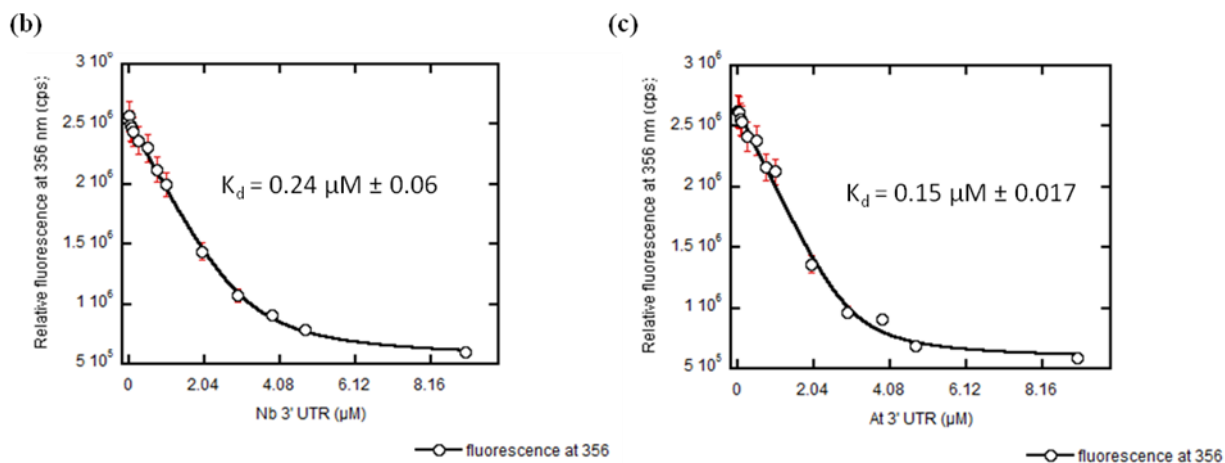 (b)
Relative fluorescence at 356 nm (cps)
3 10⁶
2.5 10⁶
2 10⁶
1.5 10⁶
1 10⁶
5 10⁵
K_d = 0.24 µM ± 0.06
0 2.04 4.08 6.12 8.16
Nb 3' UTR (µM)
fluorescence at 356
(c)
Relative fluorescence at 356 nm (cps)
3 10⁶
2.5 10⁶
2 10⁶
1.5 10⁶
1 10⁶
5 10⁵
K_d = 0.15 µM ± 0.017
0 2.04 4.08 6.12 8.16
At 3' UTR (µM)
fluorescence at 356